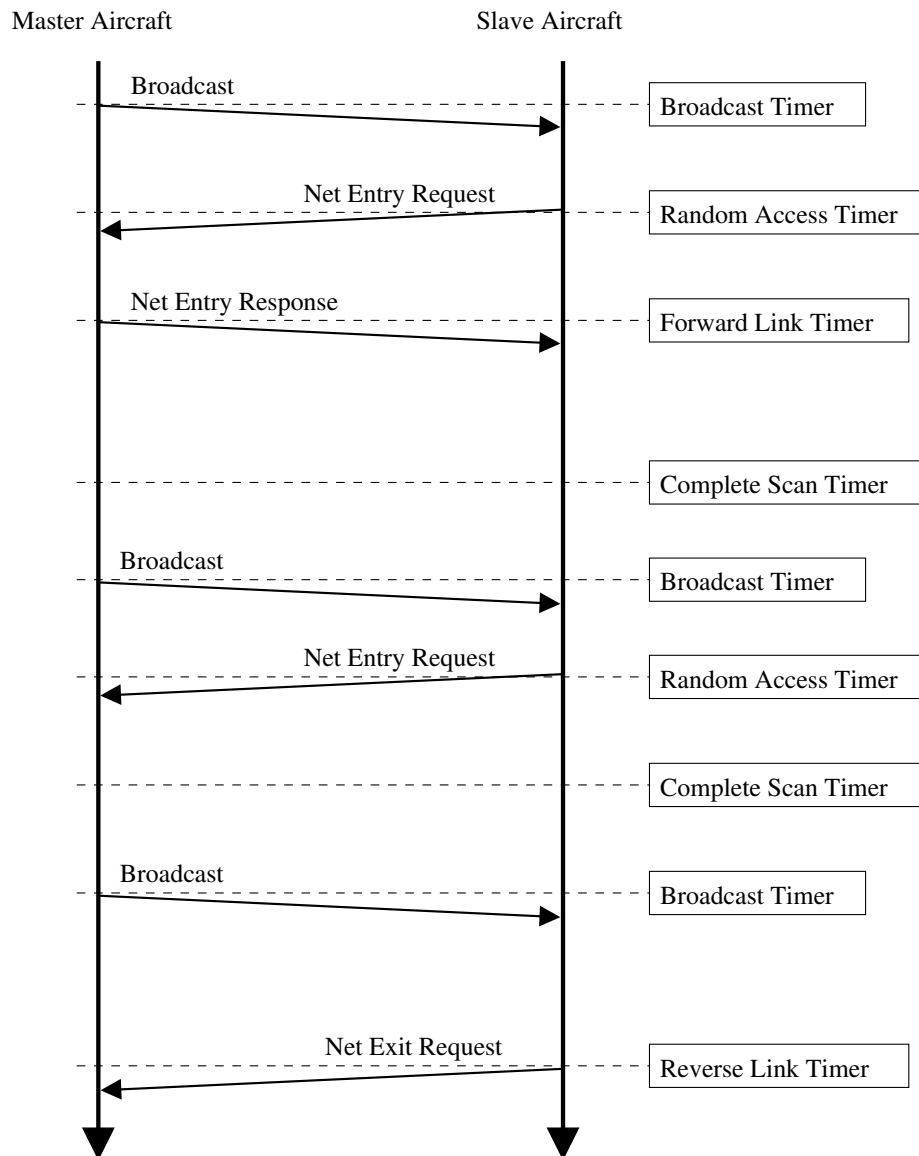 Master Aircraft
Slave Aircraft
Broadcast
Broadcast Timer
Net Entry Request
Random Access Timer
Net Entry Response
Forward Link Timer
Complete Scan Timer
Broadcast
Broadcast Timer
Net Entry Request
Random Access Timer
Complete Scan Timer
Broadcast
Broadcast Timer
Net Exit Request
Reverse Link Timer